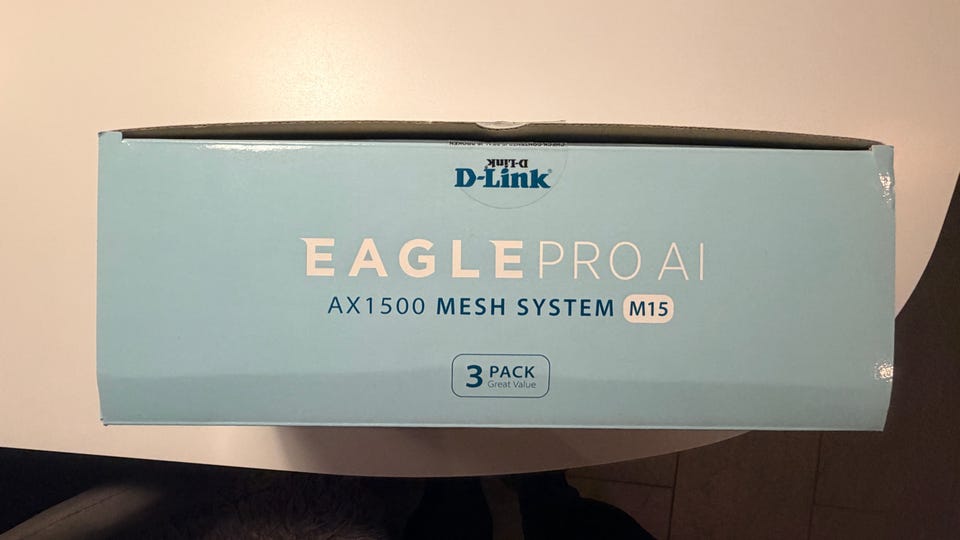 D-Link
D-Link
EAGLE PRO AI
AX1500 MESH SYSTEM M15
3 PACK
Great Value